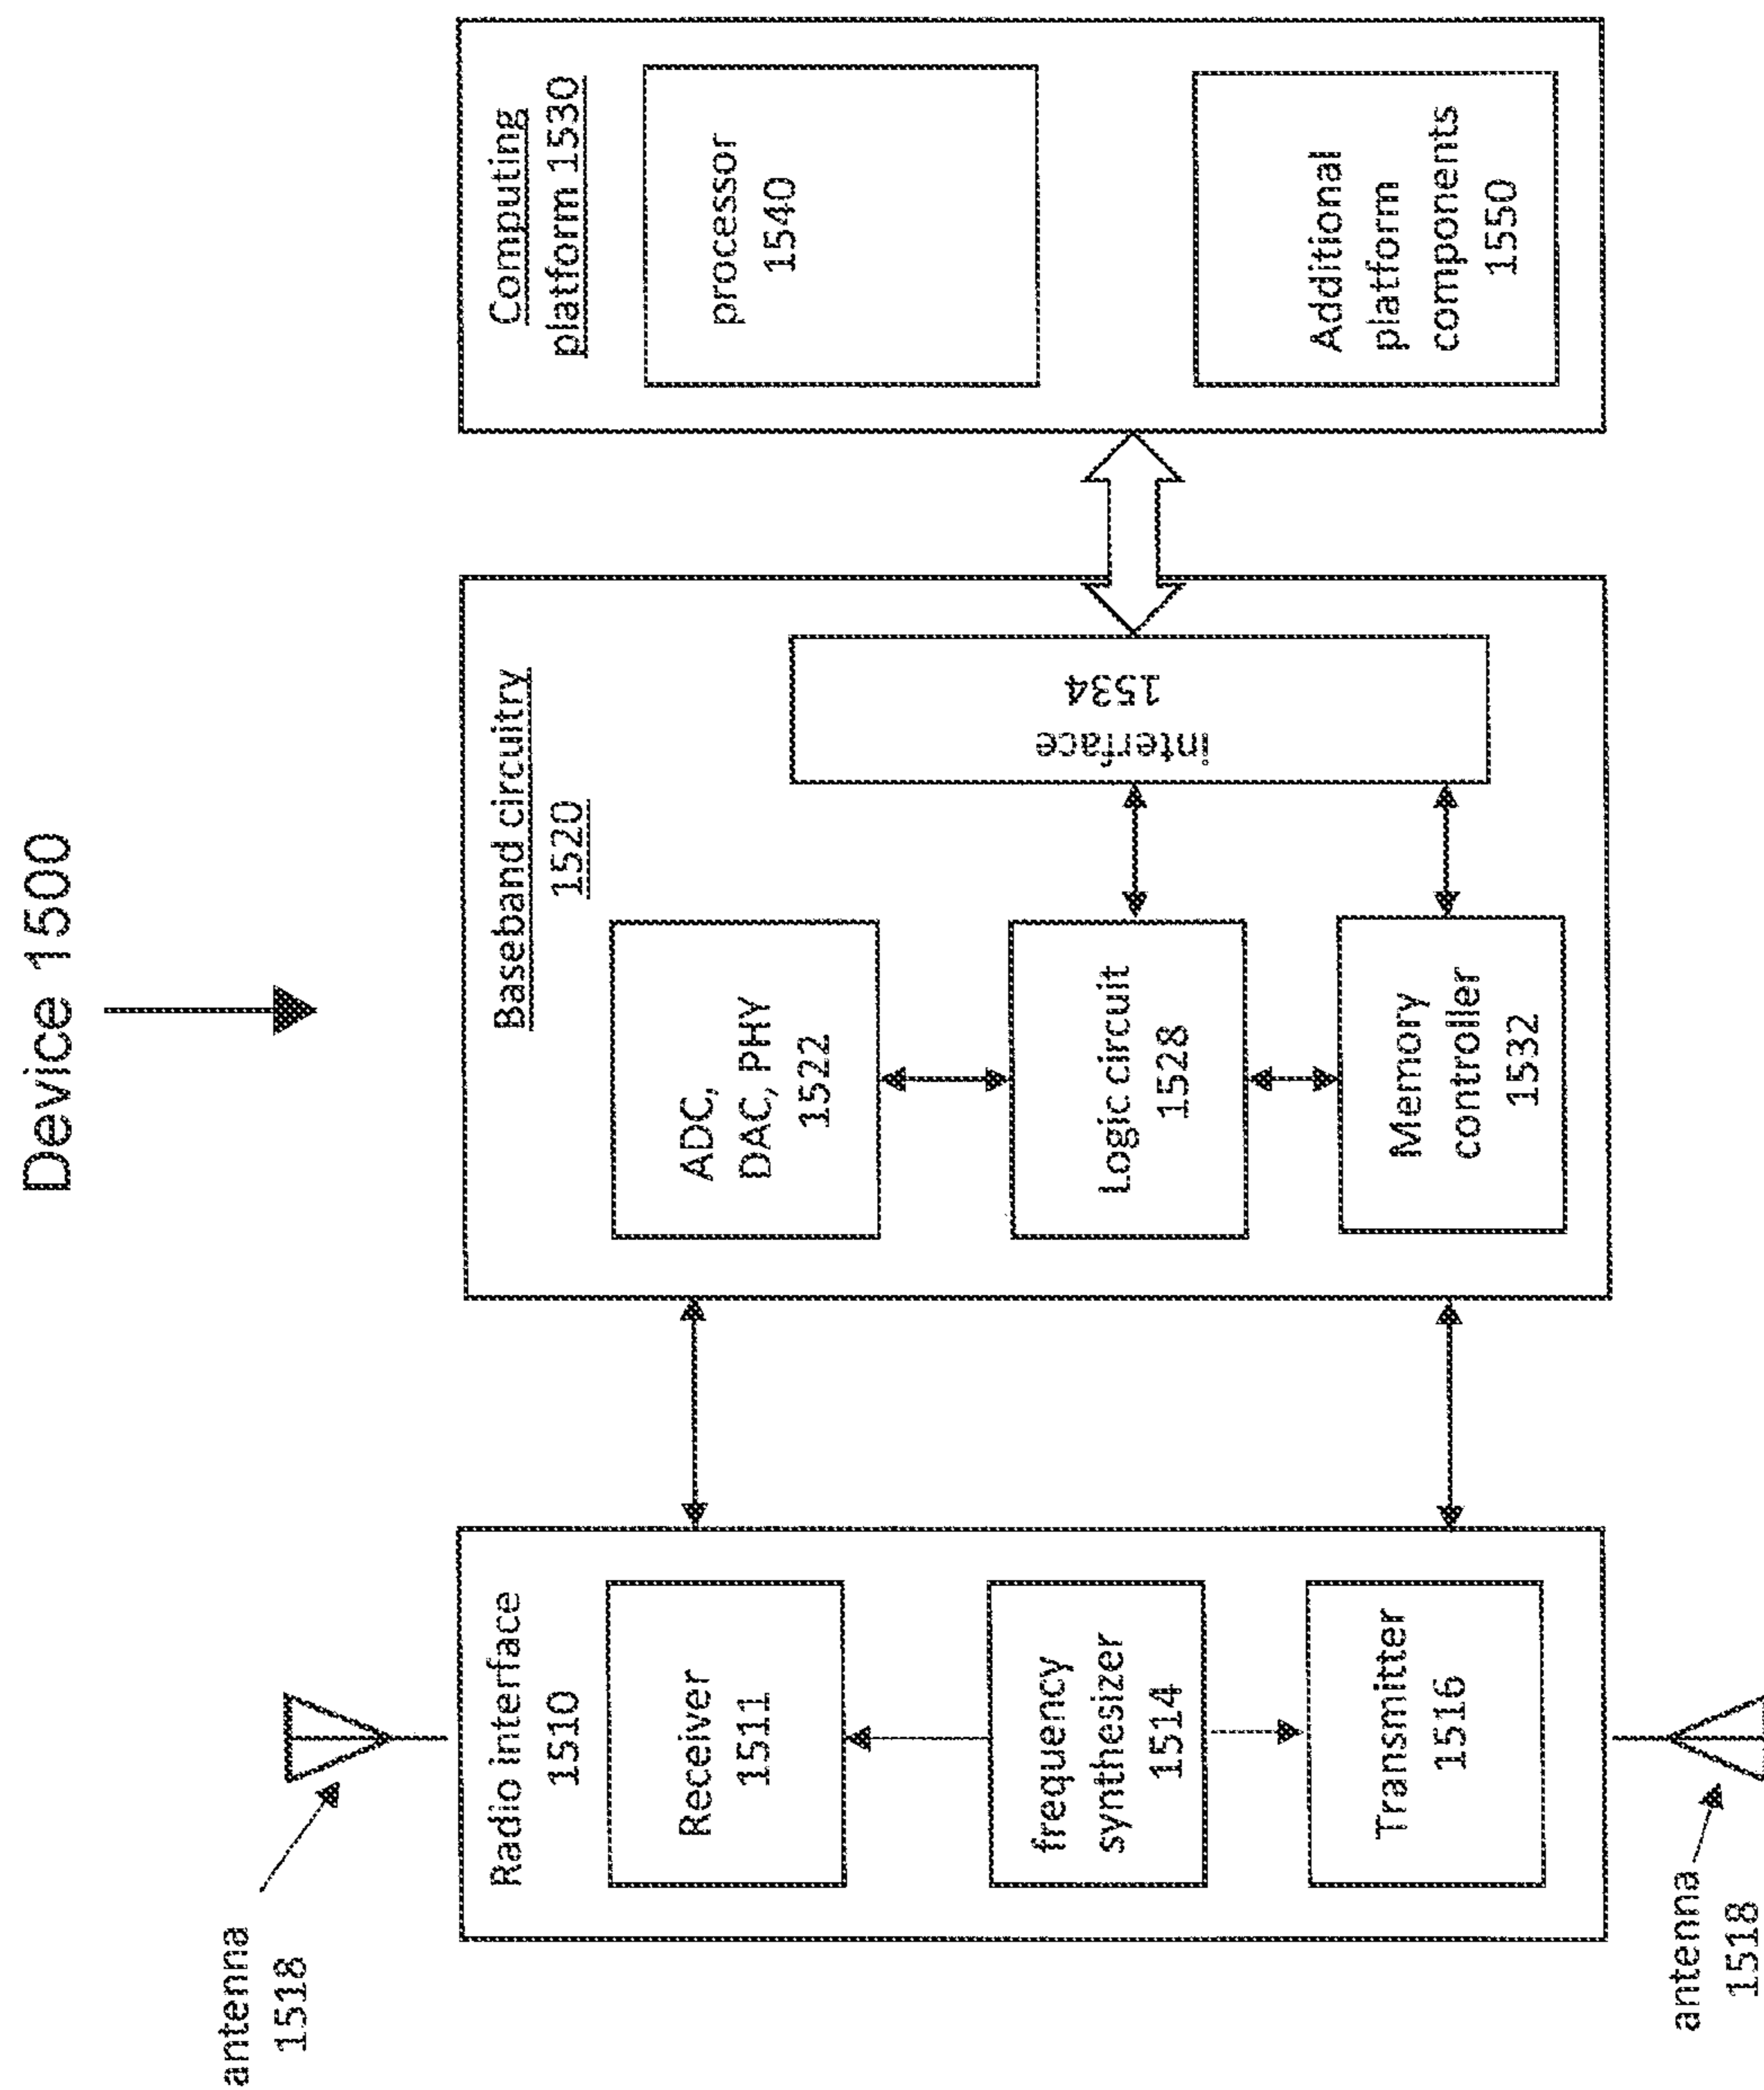 Device 1500
antenna
1518
Radio interface
1510
Receiver
1511
frequency
synthesizer
1514
Transmitter
1516
antenna
1518
Baseband circuitry
1520
ADC,
DAC, PHY
1522
Logic circuit
1528
Memory
controller
1532
interface
1534
Computing
platform 1530
processor
1540
Additional
platform
components
1550